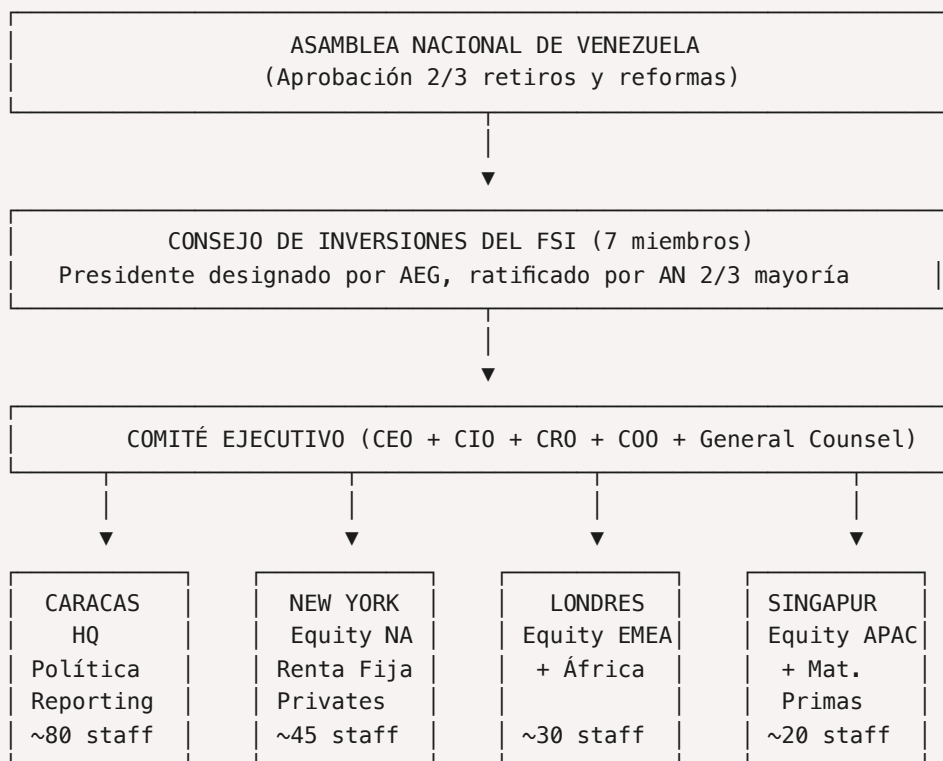 ASAMBLEA NACIONAL DE VENEZUELA
(Aprobación 2/3 retiros y reformas)
CONSEJO DE INVERSIONES DEL FSI (7 miembros)
Presidente designado por AEG, ratificado por AN 2/3 mayoría
COMITÉ EJECUTIVO (CEO + CIO + CRO + COO + General Counsel)
CARACAS
HQ
Política
Reporting
~80 staff
NEW YORK
Equity NA
Renta Fija
Privates
~45 staff
LONDRES
Equity EMEA
+ África
~30 staff
SINGAPUR
Equity APAC
+ Mat.
Primas
~20 staff